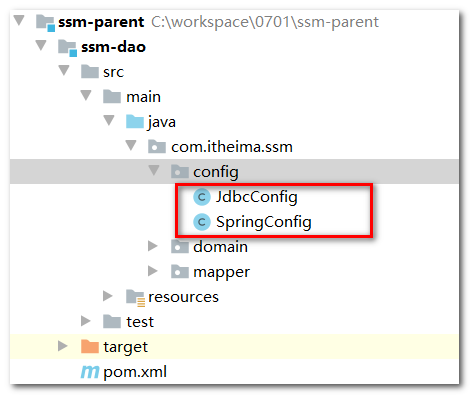 ssm-parent C:\workspace\0701\ssm-parent
ssm-dao
src
main
java
com.itheima.ssm
config
JdbcConfig
SpringConfig
domain
mapper
resources
test
target
pom.xml